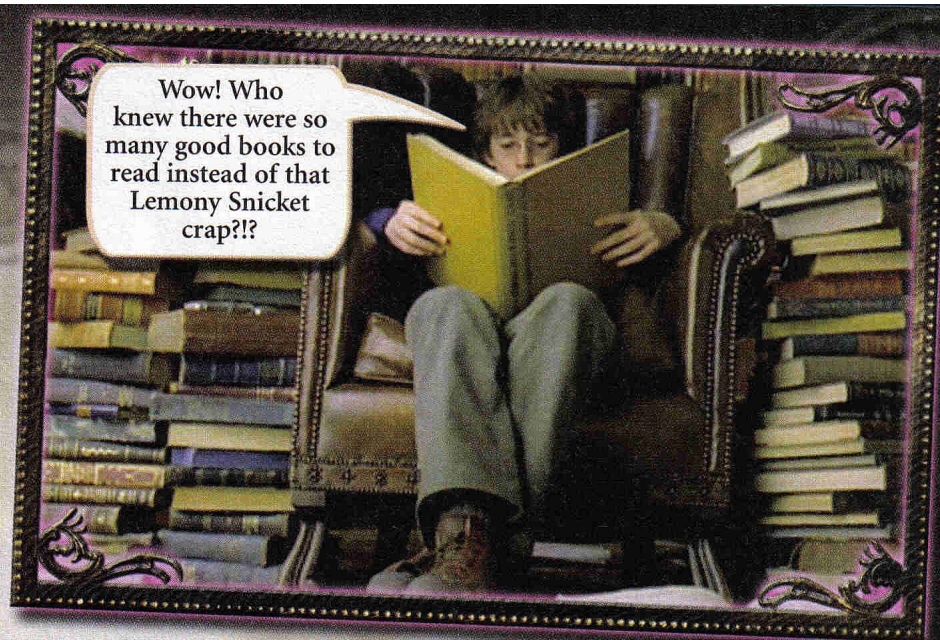 Wow! Who
knew there were so
many good books to
read instead of that
Lemony Snicket
crap?!?